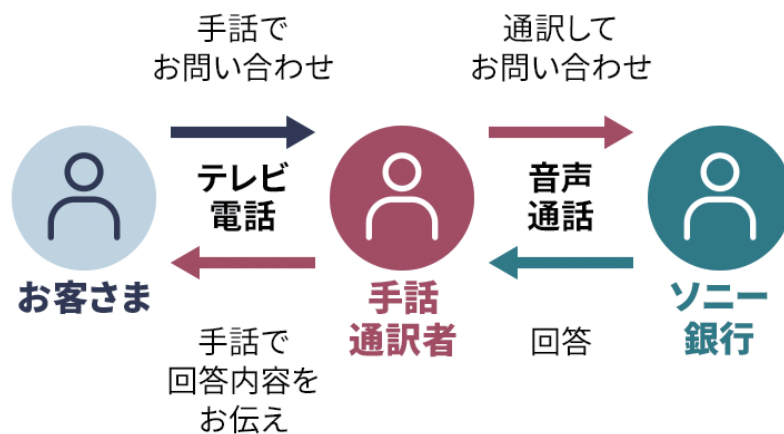 手話で
お問い合わせ
通訳して
お問い合わせ
テレビ
電話
音声
通話
お客さま
手話
通訳者
ソニー
銀行
手話で
回答内容を
お伝え
回答